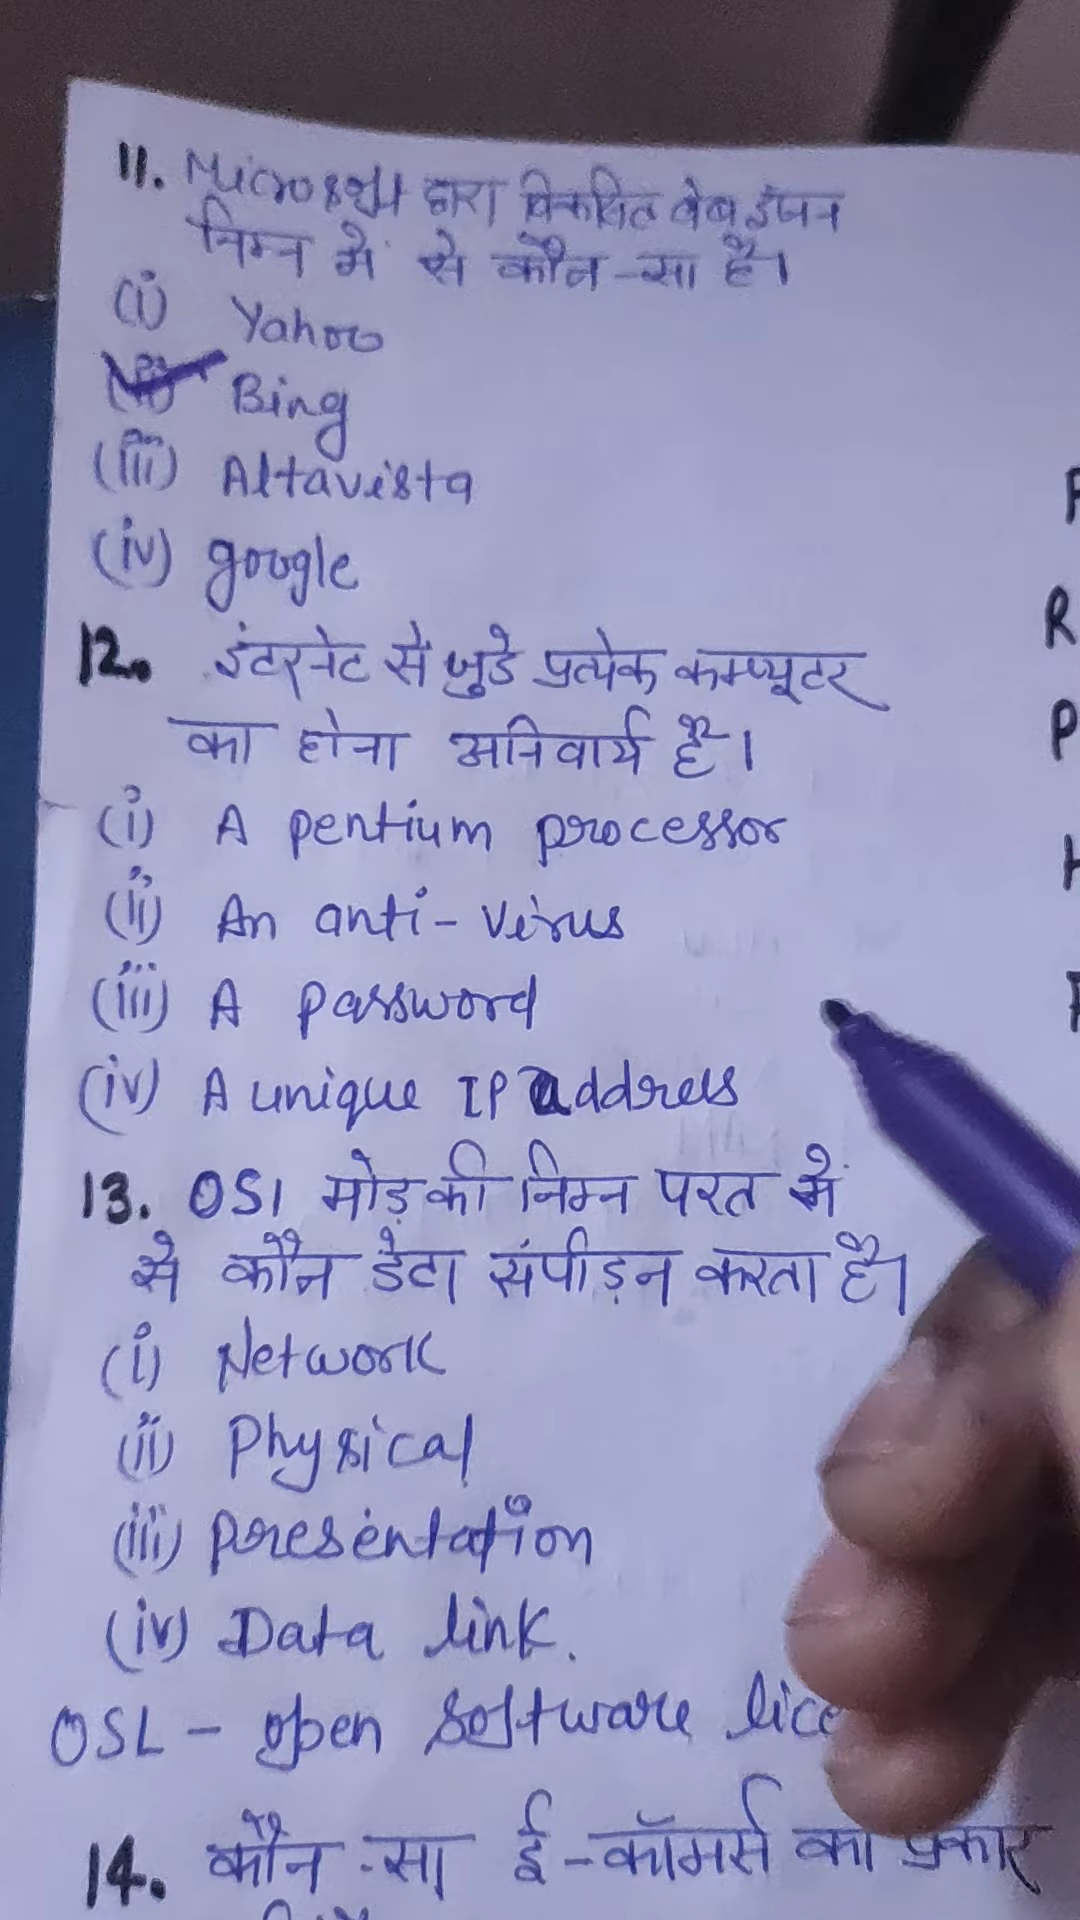 11. Microsoft द्वारा विकसित वेब इंजन
निम्न में से कौन-सा है।
(i) Yahoo
(ii) Bing
(iii) Altavista
(iv) google
12. इंटरनेट से जुडे प्रत्येक कम्प्यूटर
का होना अनिवार्य है।
(i) A pentium processor
(ii) An anti-virus
(iii) A password
(iv) A unique IP address
13. OSI मोड़ की निम्न परत में
से कौन डेटा संपीड़न करता है।
(i) Network
(ii) Physical
(iii) presentation
(iv) Data link.
OSL - open software lice
14. कौन-सा ई-कॉमर्स का प्रकार
R
P